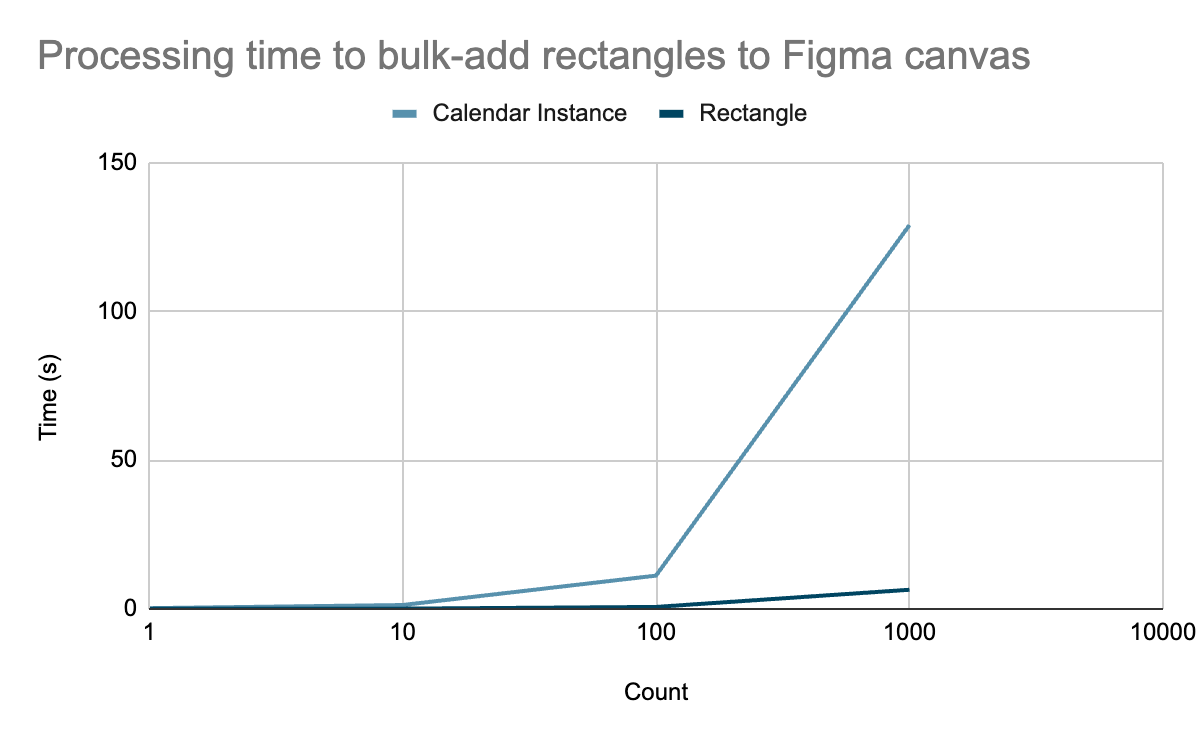 Processing time to bulk-add rectangles to Figma canvas
Calendar Instance Rectangle
150
100
50
0
Time (s)
1 10 100 1000 10000
Count